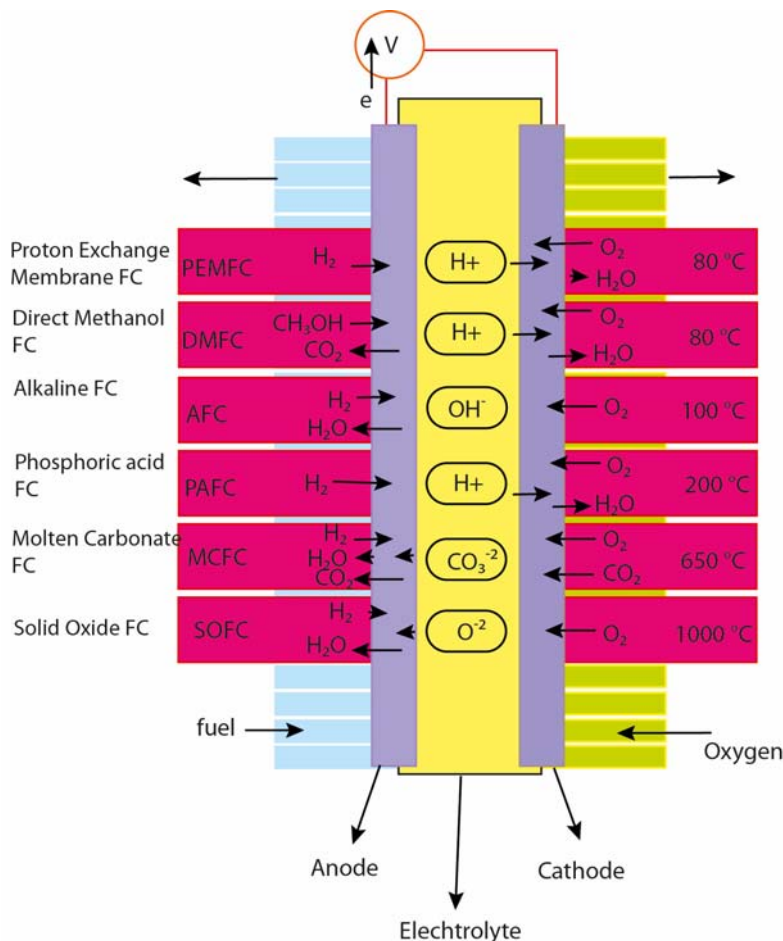 V
e
Proton Exchange
Membrane FC
PEMFC
H₂
H+
O₂
H₂O
80 °C
Direct Methanol
FC
DMFC
CH₃OH
CO₂
H+
O₂
H₂O
80 °C
Alkaline FC
AFC
H₂
H₂O
OH⁻
O₂
100 °C
Phosphoric acid
FC
PAFC
H₂
H+
O₂
H₂O
200 °C
Molten Carbonate
FC
MCFC
H₂
H₂O
CO₂
CO₃⁻²
O₂
CO₂
650 °C
Solid Oxide FC
SOFC
H₂
H₂O
O⁻²
O₂
1000 °C
fuel
Oxygen
Anode
Cathode
Elechtrolyte